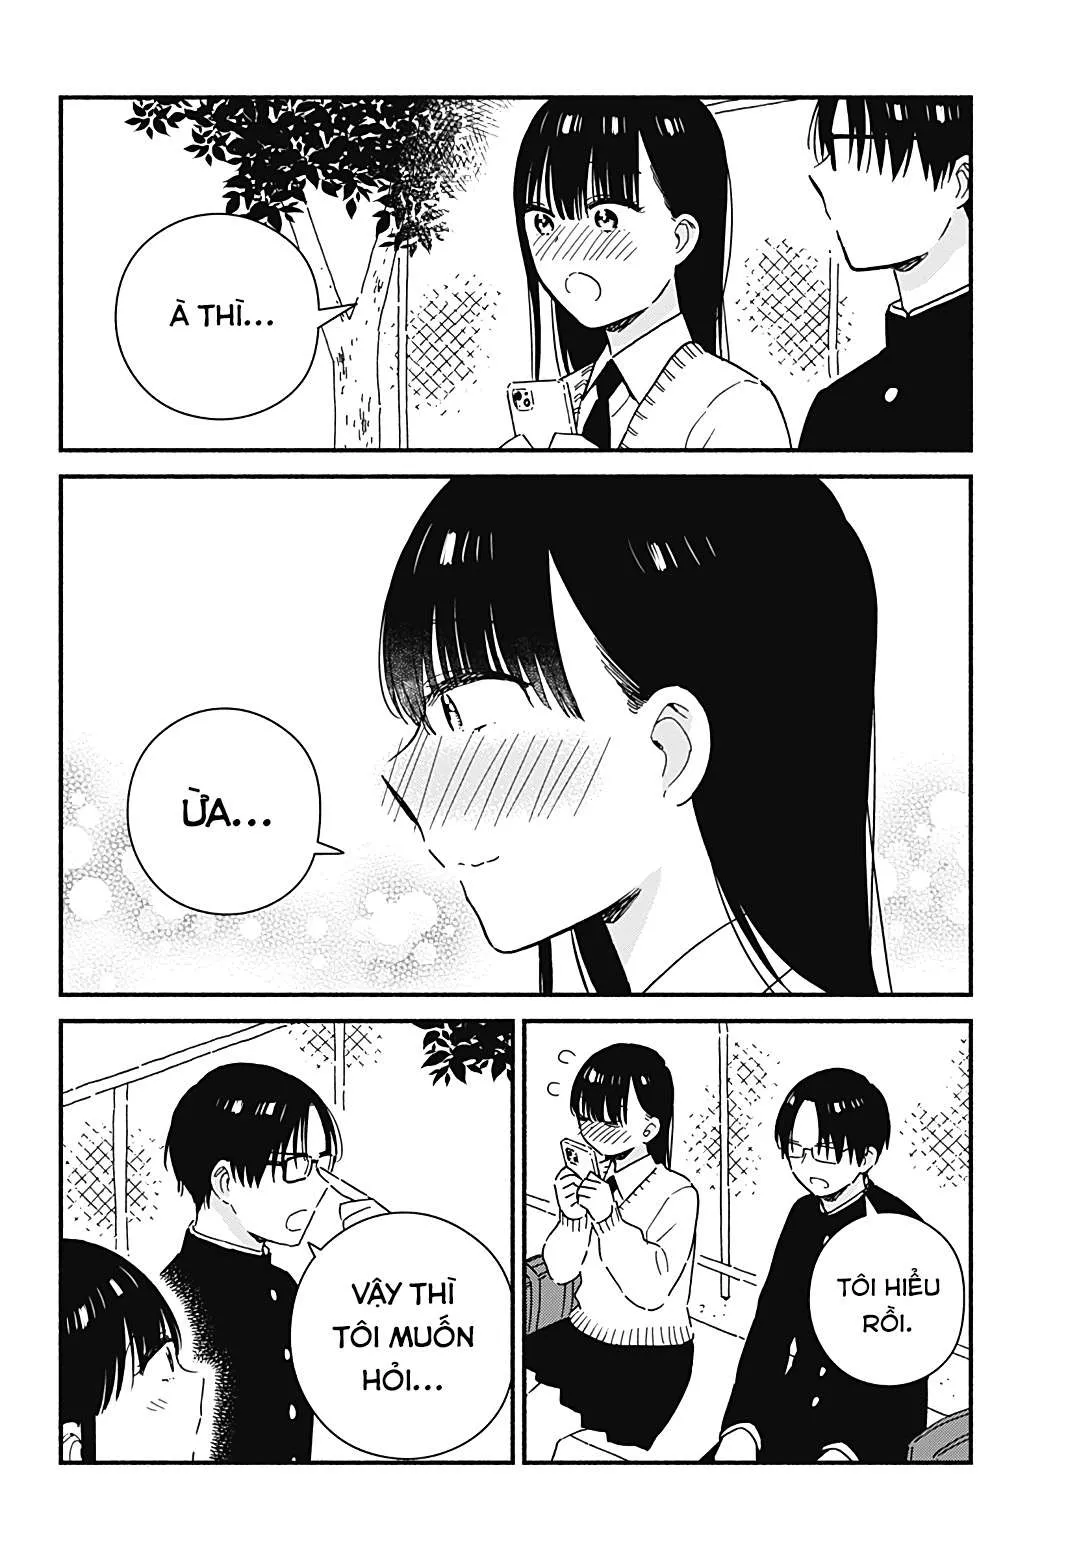 À THÌ...
ỪA...
TÔI HIỂU
RỒI.
VẬY THÌ
TÔI MUỐN
HỎI...